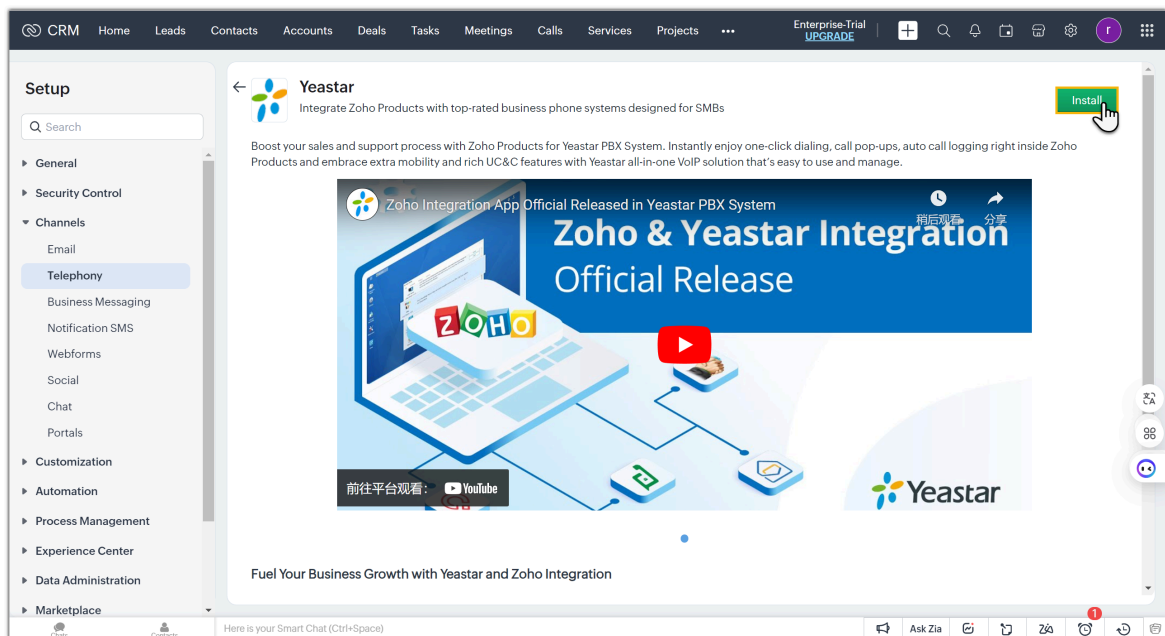 CRM Home Leads Contacts Accounts Deals Tasks Meetings Calls Services Projects ••• Enterprise-Trial
UPGRADE
r
Setup
Search
General
Security Control
Channels
Email
Telephony
Business Messaging
Notification SMS
Webforms
Social
Chat
Portals
Customization
Automation
Process Management
Experience Center
Data Administration
Marketplace
Yeastar
Integrate Zoho Products with top-rated business phone systems designed for SMBs
Install
Boost your sales and support process with Zoho Products for Yeastar PBX System. Instantly enjoy one-click dialing, call pop-ups, auto call logging right inside Zoho
Products and embrace extra mobility and rich UC&C features with Yeastar all-in-one VoIP solution that's easy to use and manage.
Zoho Integration App Official Released in Yeastar PBX System
稍后观看 分享
Zoho & Yeastar Integration
Official Release
ZOHO
前往平台观看： YouTube
Yeastar
Fuel Your Business Growth with Yeastar and Zoho Integration
Chats Contacts Here is your Smart Chat (Ctrl+Space) Ask Zia 1